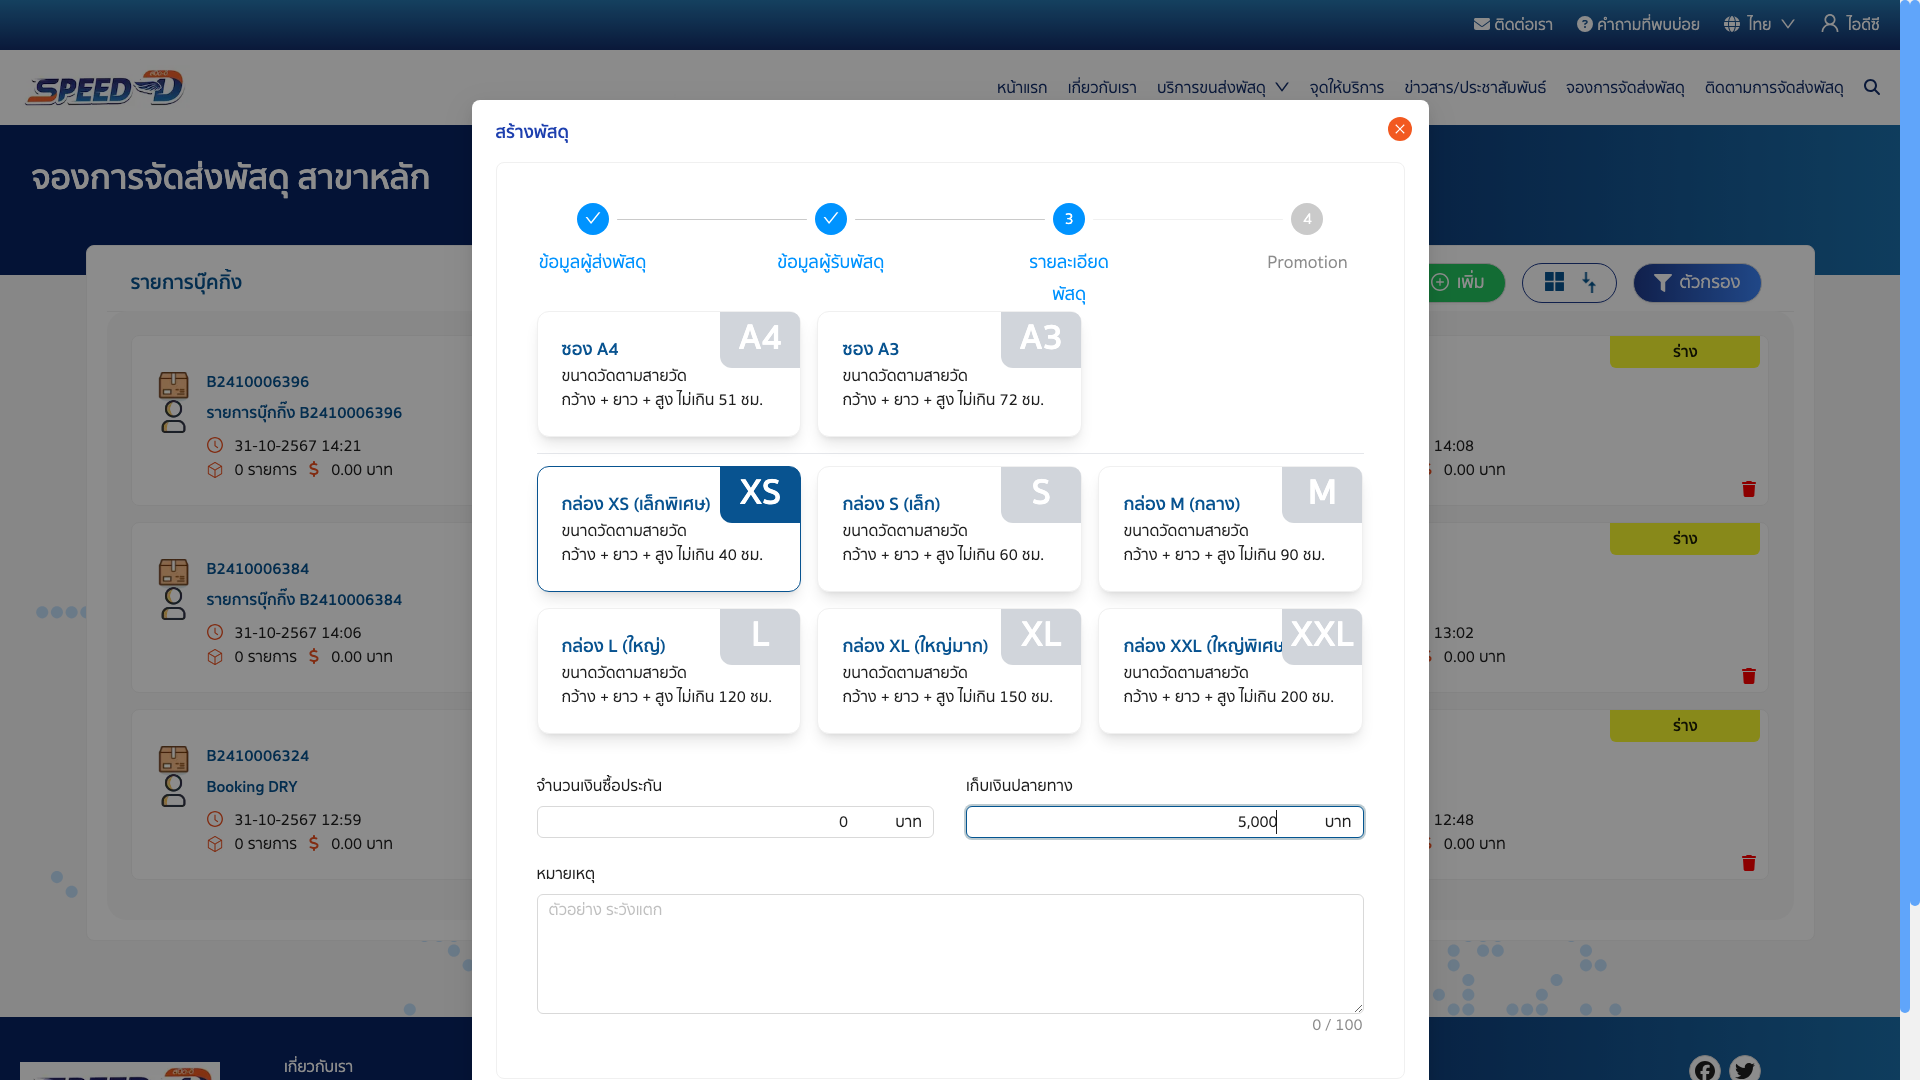 ติดต่อเรา
คำถามที่พบบ่อย
ไทย
ไอดีซี
SPEED-D
หน้าแรก
เกี่ยวกับเรา
บริการขนส่งพัสดุ
จุดให้บริการ
ข่าวสาร/ประชาสัมพันธ์
จองการจัดส่งพัสดุ
ติดตามการจัดส่งพัสดุ
จองการจัดส่งพัสดุ สาขาหลัก
รายการบุ๊คกิ้ง
เพิ่ม
ตัวกรอง
B2410006396
รายการบุ๊กกิ๊ง B2410006396
31-10-2567 14:21
0 รายการ $ 0.00 บาท
B2410006384
รายการบุ๊กกิ๊ง B2410006384
31-10-2567 14:06
0 รายการ $ 0.00 บาท
B2410006324
Booking DRY
31-10-2567 12:59
0 รายการ $ 0.00 บาท
ร่าง
14:08
0.00 บาท
ร่าง
13:02
0.00 บาท
ร่าง
12:48
0.00 บาท
สร้างพัสดุ
ข้อมูลผู้ส่งพัสดุ
ข้อมูลผู้รับพัสดุ
3
รายละเอียด
พัสดุ
4
Promotion
A4
ซอง A4
ขนาดวัดตามสายวัด
กว้าง + ยาว + สูง ไม่เกิน 51 ซม.
A3
ซอง A3
ขนาดวัดตามสายวัด
กว้าง + ยาว + สูง ไม่เกิน 72 ซม.
XS
กล่อง XS (เล็กพิเศษ)
ขนาดวัดตามสายวัด
กว้าง + ยาว + สูง ไม่เกิน 40 ซม.
S
กล่อง S (เล็ก)
ขนาดวัดตามสายวัด
กว้าง + ยาว + สูง ไม่เกิน 60 ซม.
M
กล่อง M (กลาง)
ขนาดวัดตามสายวัด
กว้าง + ยาว + สูง ไม่เกิน 90 ซม.
L
กล่อง L (ใหญ่)
ขนาดวัดตามสายวัด
กว้าง + ยาว + สูง ไม่เกิน 120 ซม.
XL
กล่อง XL (ใหญ่มาก)
ขนาดวัดตามสายวัด
กว้าง + ยาว + สูง ไม่เกิน 150 ซม.
XXL
กล่อง XXL (ใหญ่พิเศษ
ขนาดวัดตามสายวัด
กว้าง + ยาว + สูง ไม่เกิน 200 ซม.
จำนวนเงินซื้อประกัน
0 บาท
เก็บเงินปลายทาง
5,000 บาท
หมายเหตุ
ตัวอย่าง ระวังแตก
0 / 100
เกี่ยวกับเรา